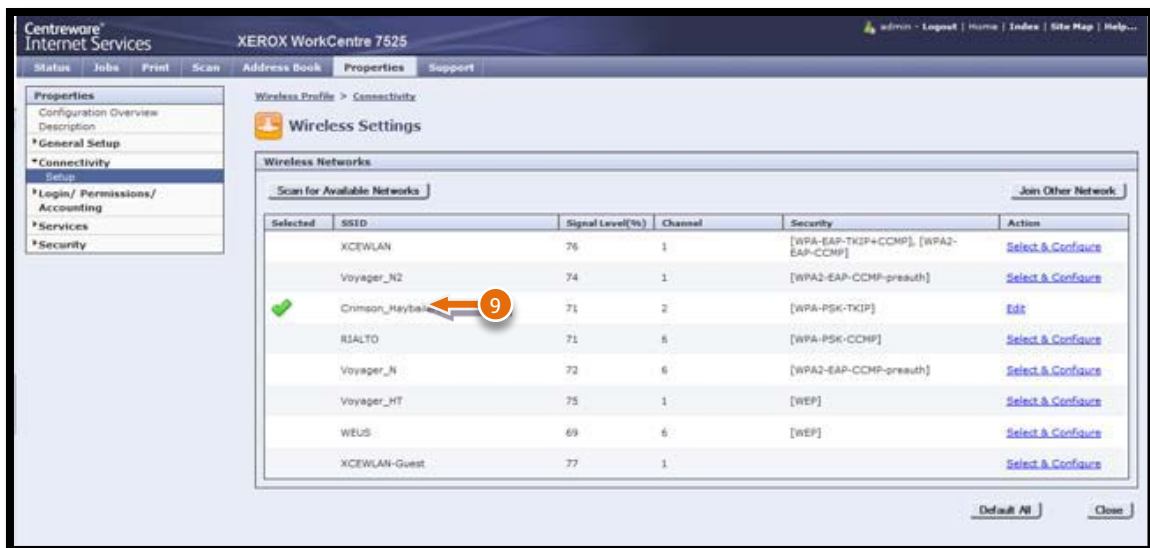 Centreware®
Internet Services
XEROX WorkCentre 7525
admin - Logout | Home | Index | Site Map | Help...
Status Jobs Print Scan Address Book Properties Support
Properties
Configuration Overview
Description
General Setup
Connectivity
Setup
Login/ Permissions/
Accounting
Services
Security
Wireless Profile > Connectivity
Wireless Settings
Wireless Networks
Scan for Available Networks Join Other Network
Selected SSID Signal Level(%) Channel Security Action
XCEWLAN 76 1 [WPA-EAP-TKIP+CCMP], [WPA2-
EAP-CCMP] Select & Configure
Voyager_N2 74 1 [WPA2-EAP-CCMP-preauth] Select & Configure
9
71 2 [WPA-PSK-TKIP] Edit
RIALTO 71 6 [WPA-PSK-CCMP] Select & Configure
Voyager_N 72 6 [WPA2-EAP-CCMP-preauth] Select & Configure
Voyager_HT 75 1 [WEP] Select & Configure
WEUS 69 6 [WEP] Select & Configure
XCEWLAN-Guest 77 1 Select & Configure
Default All Close